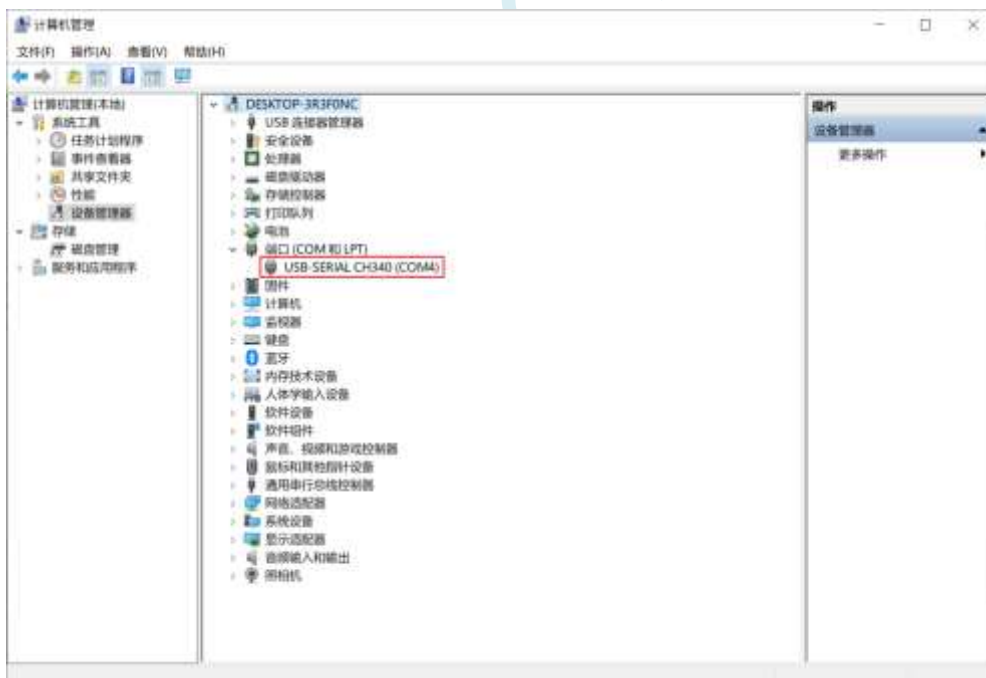 计算机管理
文件(F) 操作(A) 查看(V) 帮助(H)
计算机管理(本地)
系统工具
任务计划程序
事件查看器
共享文件夹
性能
设备管理器
存储
磁盘管理
服务和应用程序
DESKTOP-3R3F0NC
USB 连接器管理器
安全设备
处理器
磁盘驱动器
存储控制器
打印队列
电池
端口 (COM 和 LPT)
USB-SERIAL CH340 (COM4)
固件
计算机
监视器
键盘
蓝牙
内存技术设备
人体学输入设备
软件设备
软件组件
声音、视频和游戏控制器
鼠标和其他指针设备
通用串行总线控制器
网络适配器
系统设备
显示适配器
音频输入和输出
照相机
操作
设备管理器
更多操作